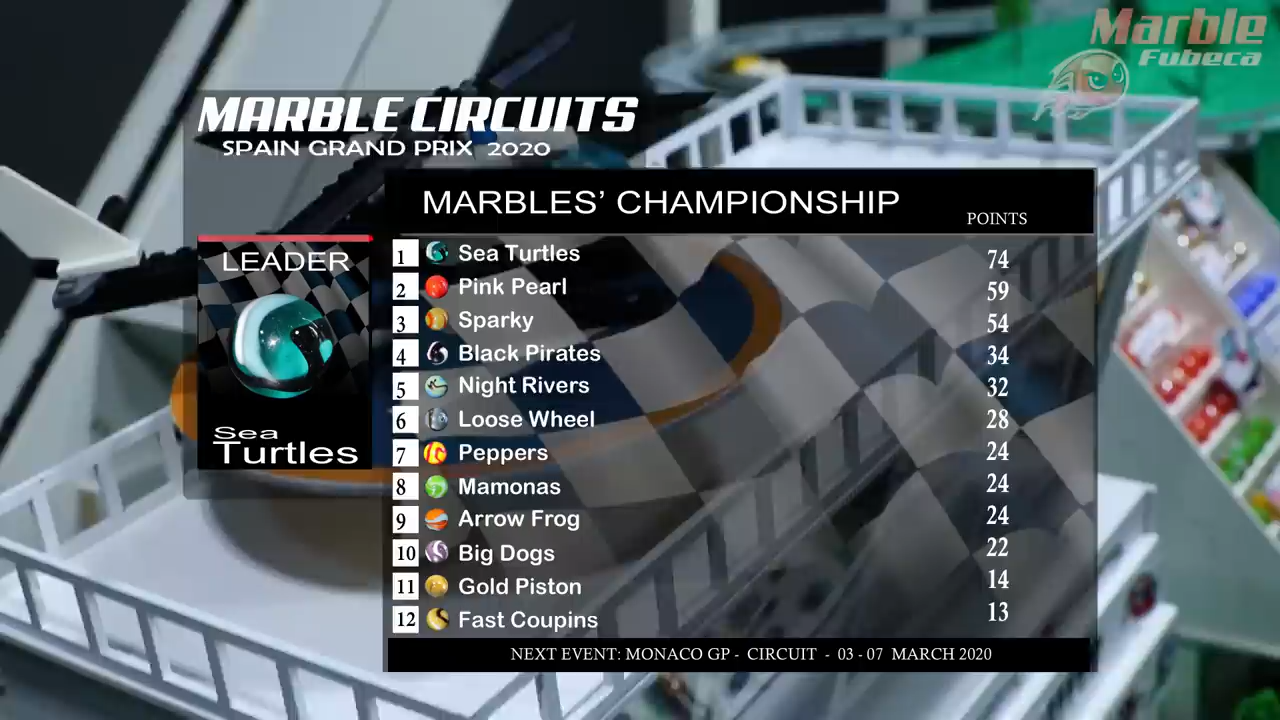 Marble
Fubeca
MARBLE CIRCUITS
SPAIN GRAND PRIX 2020
MARBLES' CHAMPIONSHIP
POINTS
LEADER
Sea
Turtles
1 Sea Turtles 74
2 Pink Pearl 59
3 Sparky 54
4 Black Pirates 34
5 Night Rivers 32
6 Loose Wheel 28
7 Peppers 24
8 Mamonas 24
9 Arrow Frog 24
10 Big Dogs 22
11 Gold Piston 14
12 Fast Coupins 13
NEXT EVENT: MONACO GP - CIRCUIT - 03 - 07 MARCH 2020